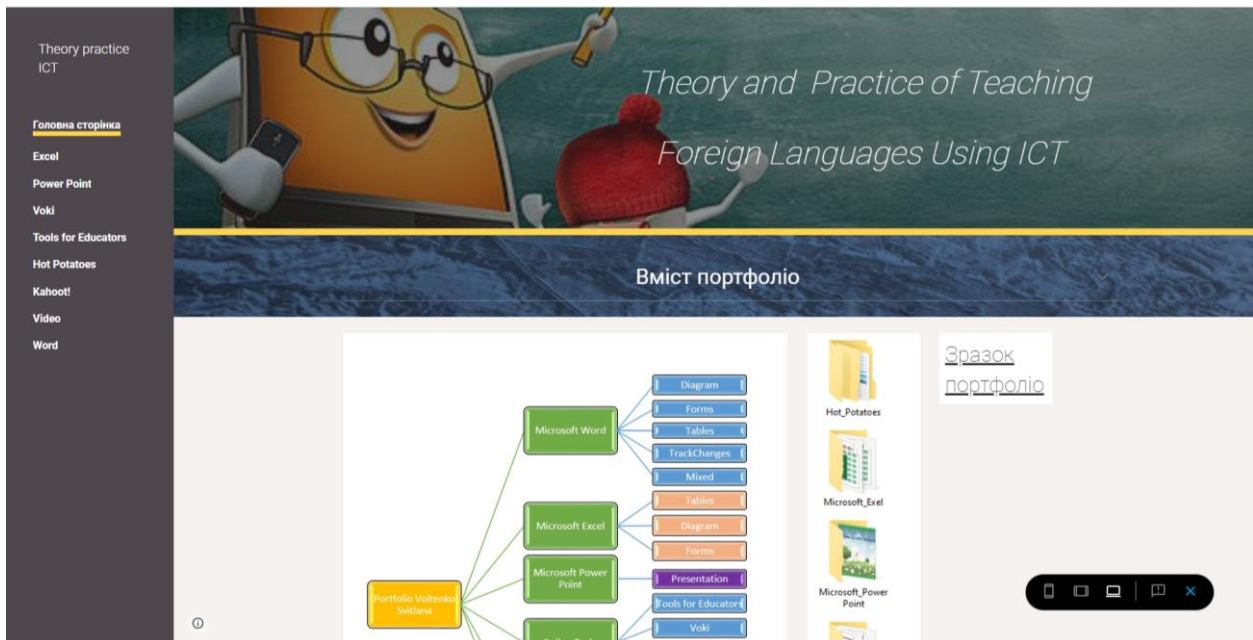 Theory practice
ICT
Головна сторінка
Excel
Power Point
Voki
Tools for Educators
Hot Potatoes
Kahoot!
Video
Word
Theory and Practice of Teaching
Foreign Languages Using ICT
Вміст портфоліо
Portfolio Voitenko
Svitlana
Microsoft Word
Diagram
Forms
Tables
TrackChanges
Mixed
Microsoft Excel
Tables
Diagram
Forms
Microsoft Power
Point
Presentation
Tools for Educators
Voki
Hot_Potatoes
Microsoft_Exel
Microsoft_Power
Point
Зразок
портфоліо